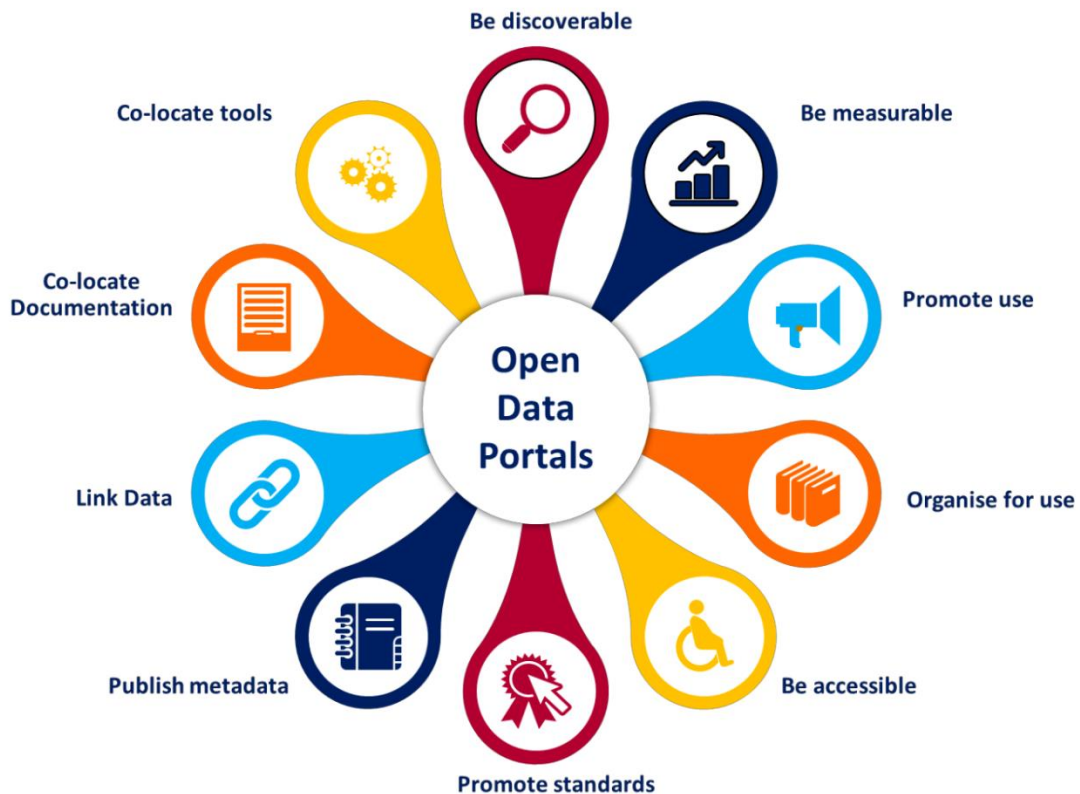 Be discoverable
Co-locate tools
Be measurable
Co-locate
Documentation
Promote use
Open
Data
Portals
Link Data
Organise for use
Publish metadata
Be accessible
Promote standards